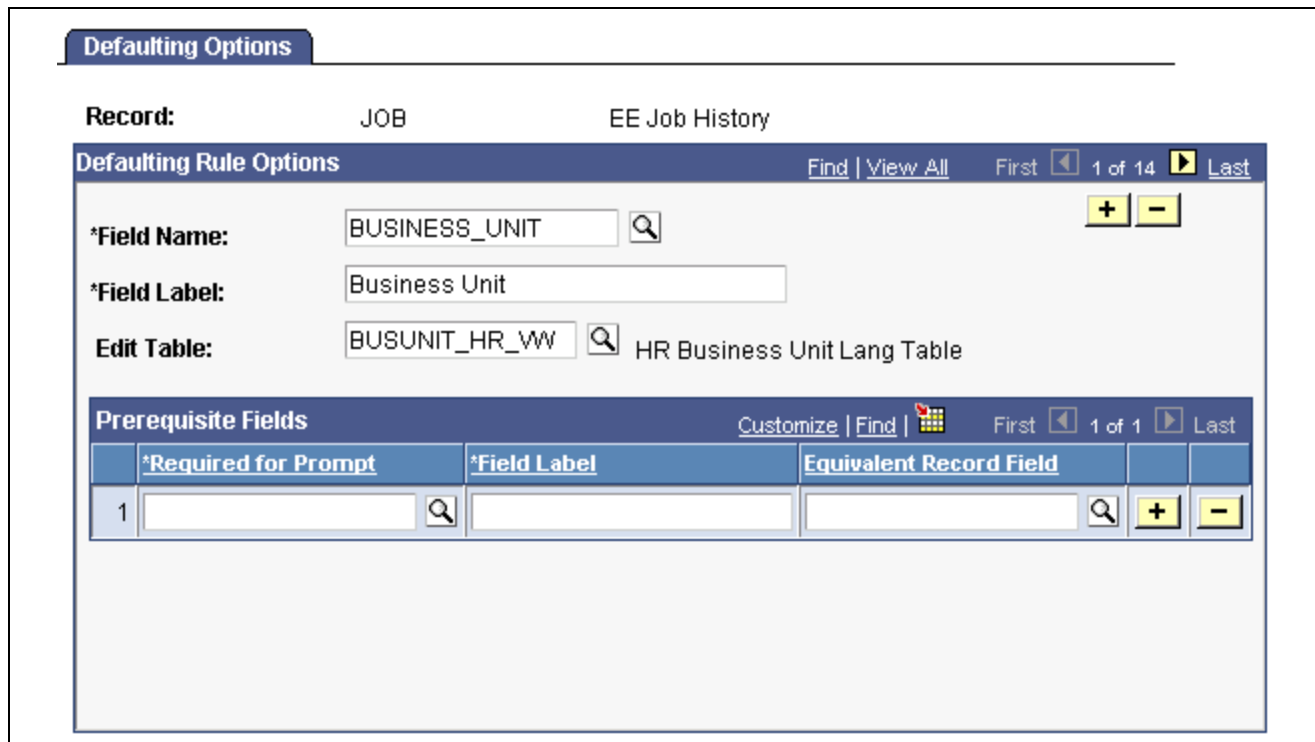 Defaulting Options
Record: JOB EE Job History
Defaulting Rule Options Find | View All First 1 of 14 Last
+ −
*Field Name: BUSINESS_UNIT
*Field Label: Business Unit
Edit Table: BUSUNIT_HR_VW HR Business Unit Lang Table
Prerequisite Fields Customize | Find | First 1 of 1 Last
*Required for Prompt *Field Label Equivalent Record Field
1 + −